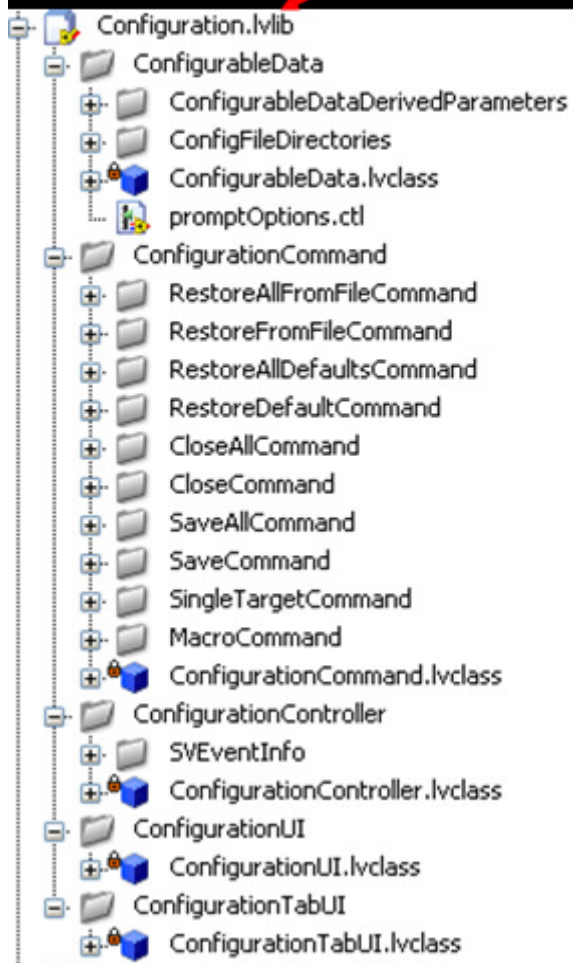 Configuration.lvlib
ConfigurableData
ConfigurableDataDerivedParameters
ConfigFileDirectories
ConfigurableData.lvclass
promptOptions.ctl
ConfigurationCommand
RestoreAllFromFileCommand
RestoreFromFileCommand
RestoreAllDefaultsCommand
RestoreDefaultCommand
CloseAllCommand
CloseCommand
SaveAllCommand
SaveCommand
SingleTargetCommand
MacroCommand
ConfigurationCommand.lvclass
ConfigurationController
SVEventInfo
ConfigurationController.lvclass
ConfigurationUI
ConfigurationUI.lvclass
ConfigurationTabUI
ConfigurationTabUI.lvclass